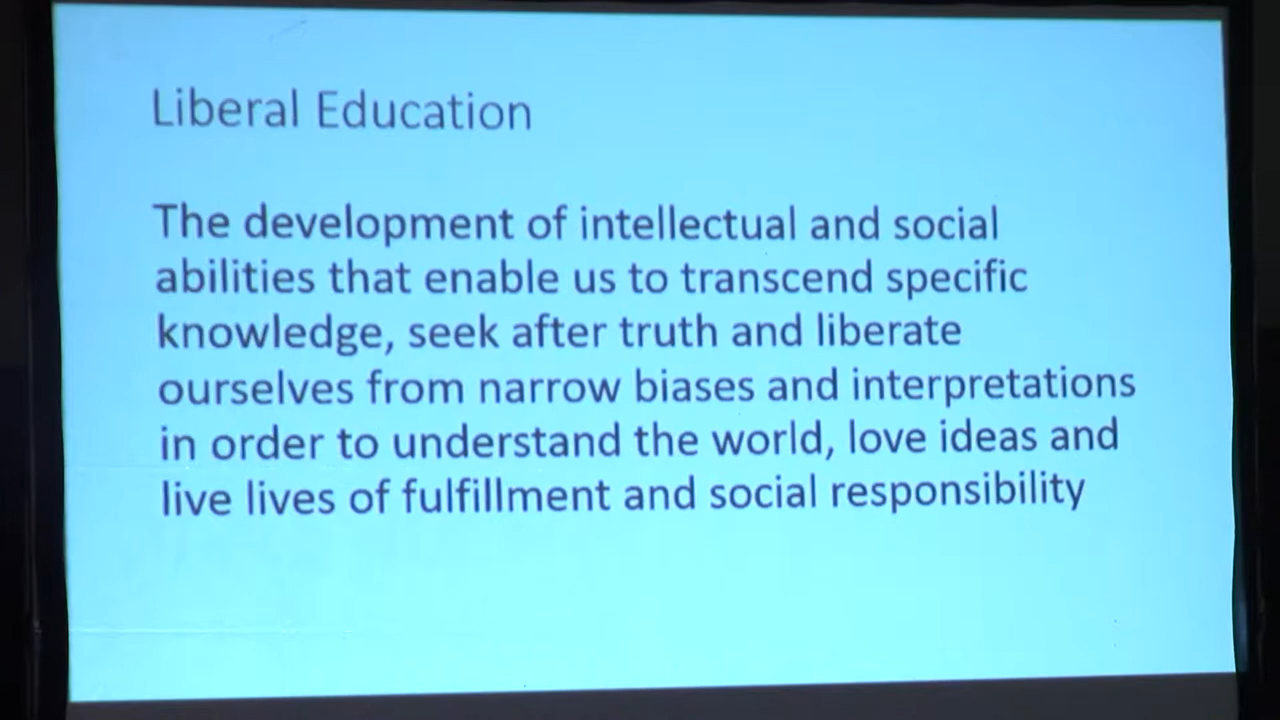 Liberal Education
The development of intellectual and social
abilities that enable us to transcend specific
knowledge, seek after truth and liberate
ourselves from narrow biases and interpretations
in order to understand the world, love ideas and
live lives of fulfillment and social responsibility